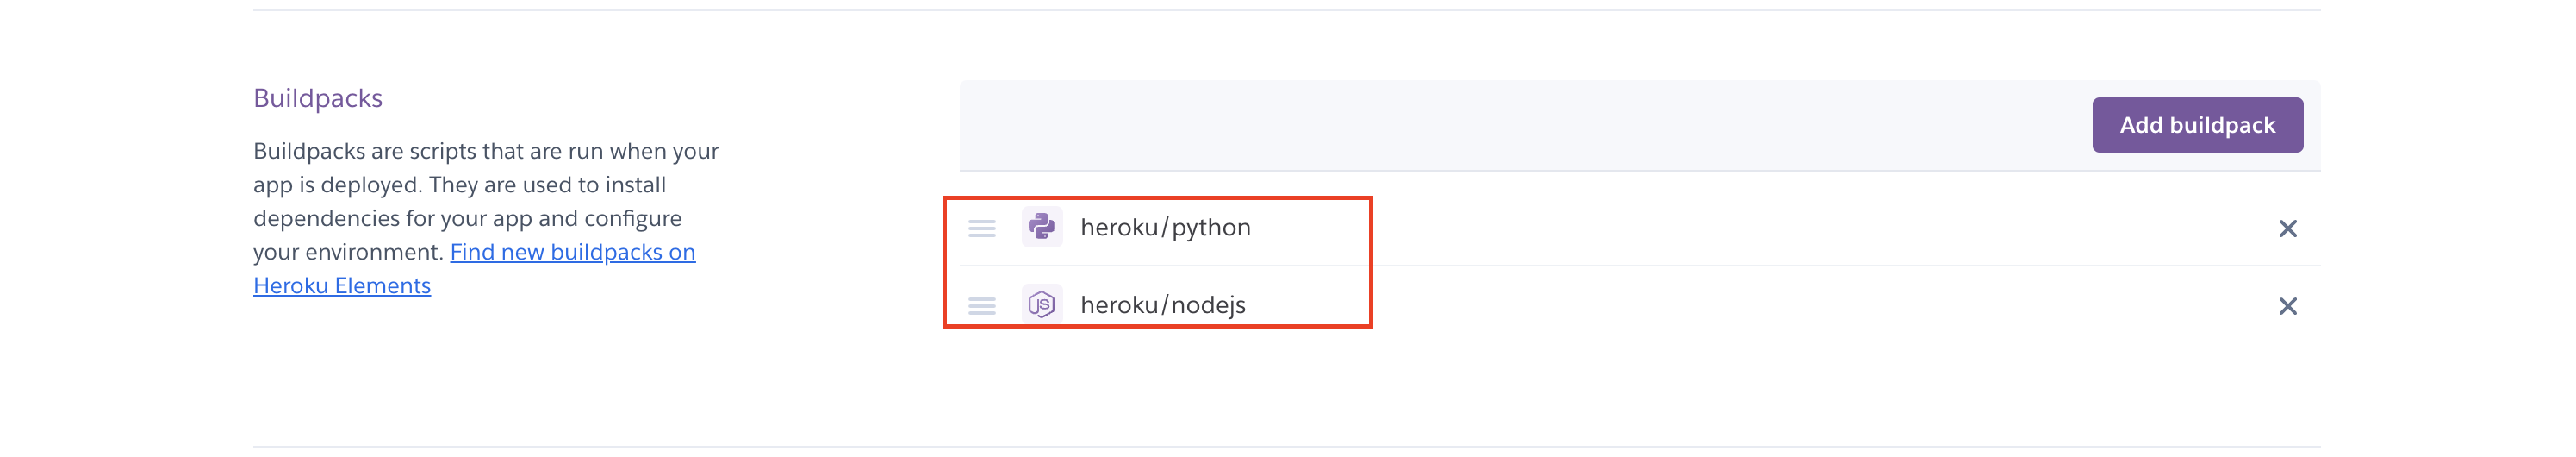 Buildpacks
Buildpacks are scripts that are run when your
app is deployed. They are used to install
dependencies for your app and configure
your environment. Find new buildpacks on
Heroku Elements
Add buildpack
heroku/python
JS heroku/nodejs